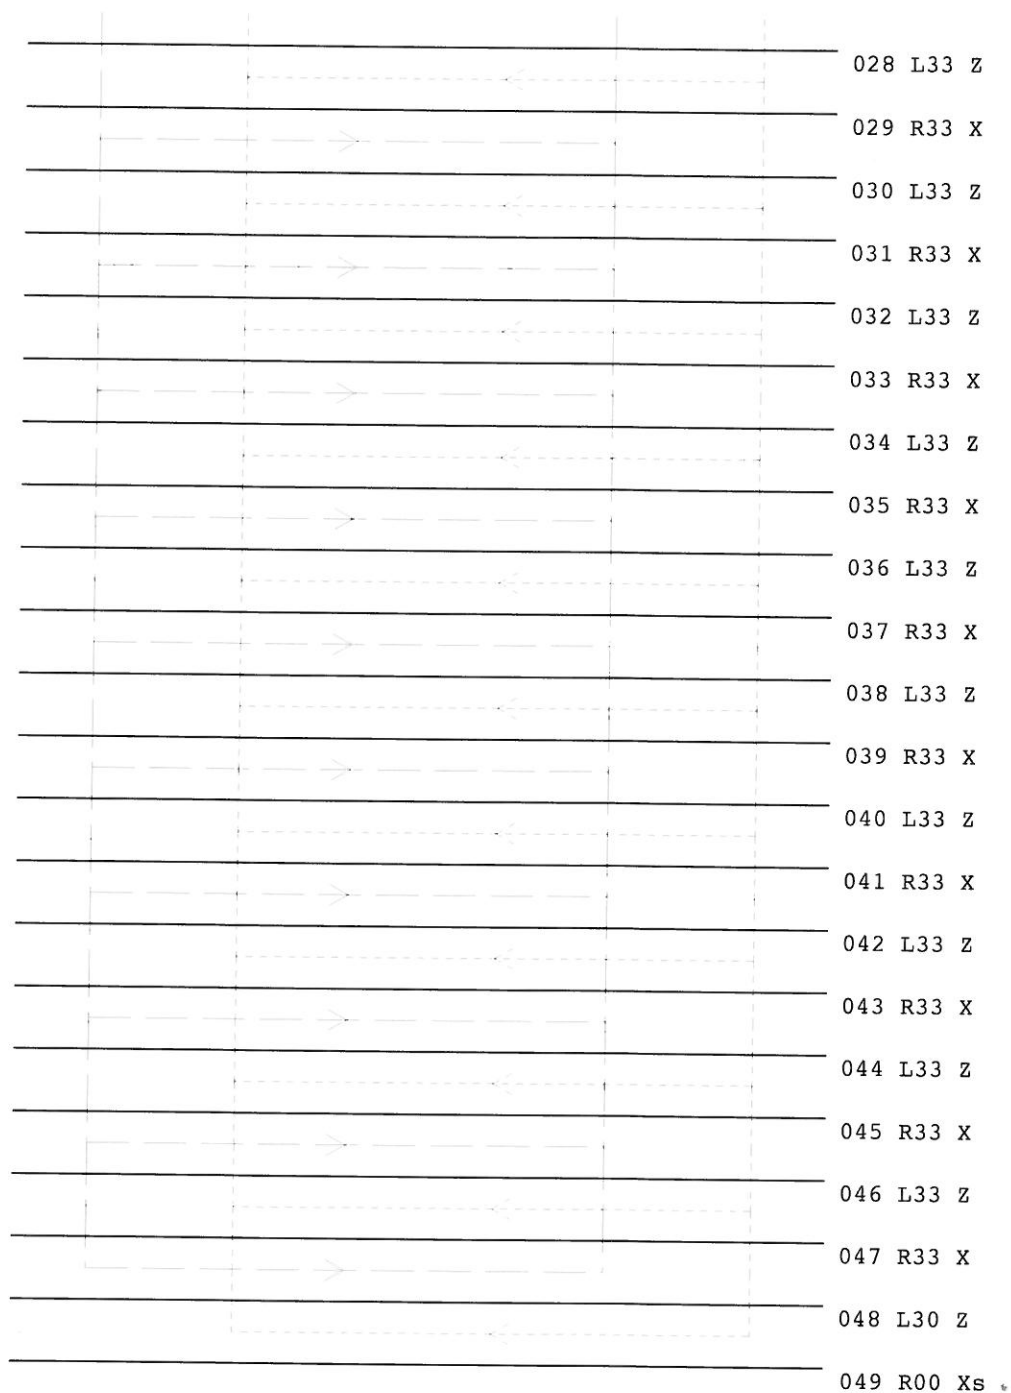 028 L33 Z
029 R33 X
030 L33 Z
031 R33 X
032 L33 Z
033 R33 X
034 L33 Z
035 R33 X
036 L33 Z
037 R33 X
038 L33 Z
039 R33 X
040 L33 Z
041 R33 X
042 L33 Z
043 R33 X
044 L33 Z
045 R33 X
046 L33 Z
047 R33 X
048 L30 Z
049 R00 Xs